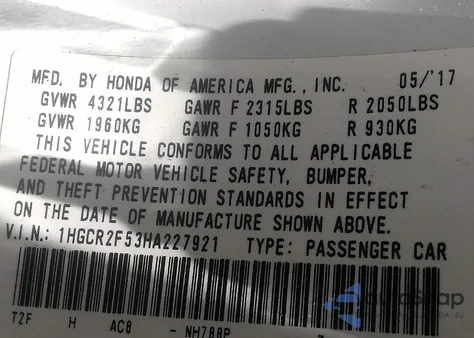 MFD. BY HONDA OF AMERICA MFG., INC. 05/'17
GVWR 4321LBS GAWR F 2315LBS R 2050LBS
GVWR 1960KG GAWR F 1050KG R 930KG
THIS VEHICLE CONFORMS TO ALL APPLICABLE
FEDERAL MOTOR VEHICLE SAFETY, BUMPER,
AND THEFT PREVENTION STANDARDS IN EFFECT
ON THE DATE OF MANUFACTURE SHOWN ABOVE.
V.I.N.: 1HGCR2F53HA227921 TYPE: PASSENGER CAR
autosnap
T2F H AC8 - NH788P